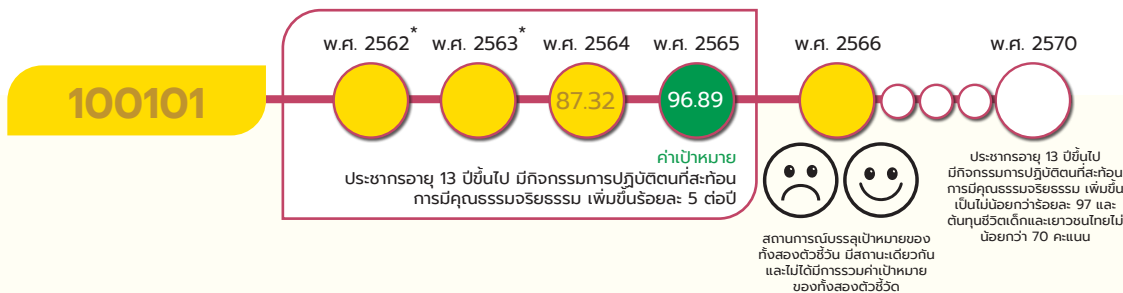 100101
พ.ศ. 2562*
พ.ศ. 2563*
พ.ศ. 2564
พ.ศ. 2565
พ.ศ. 2566
พ.ศ. 2570
87.32
96.89
ค่าเป้าหมาย
ประชากรอายุ 13 ปีขึ้นไป มีกิจกรรมการปฏิบัติตนที่สะท้อน
การมีคุณธรรมจริยธรรม เพิ่มขึ้นร้อยละ 5 ต่อปี
สถานการณ์บรรลุเป้าหมายของ
ทั้งสองตัวชี้วัน มีสถานะเดียวกัน
และไม่ได้มีการรวมค่าเป้าหมาย
ของทั้งสองตัวชี้วัด
ประชากรอายุ 13 ปีขึ้นไป
มีกิจกรรมการปฏิบัติตนที่สะท้อน
การมีคุณธรรมจริยธรรม เพิ่มขึ้น
เป็นไม่น้อยกว่าร้อยละ 97 และ
ต้นทุนชีวิตเด็กและเยาวชนไทยไม่
น้อยกว่า 70 คะแนน